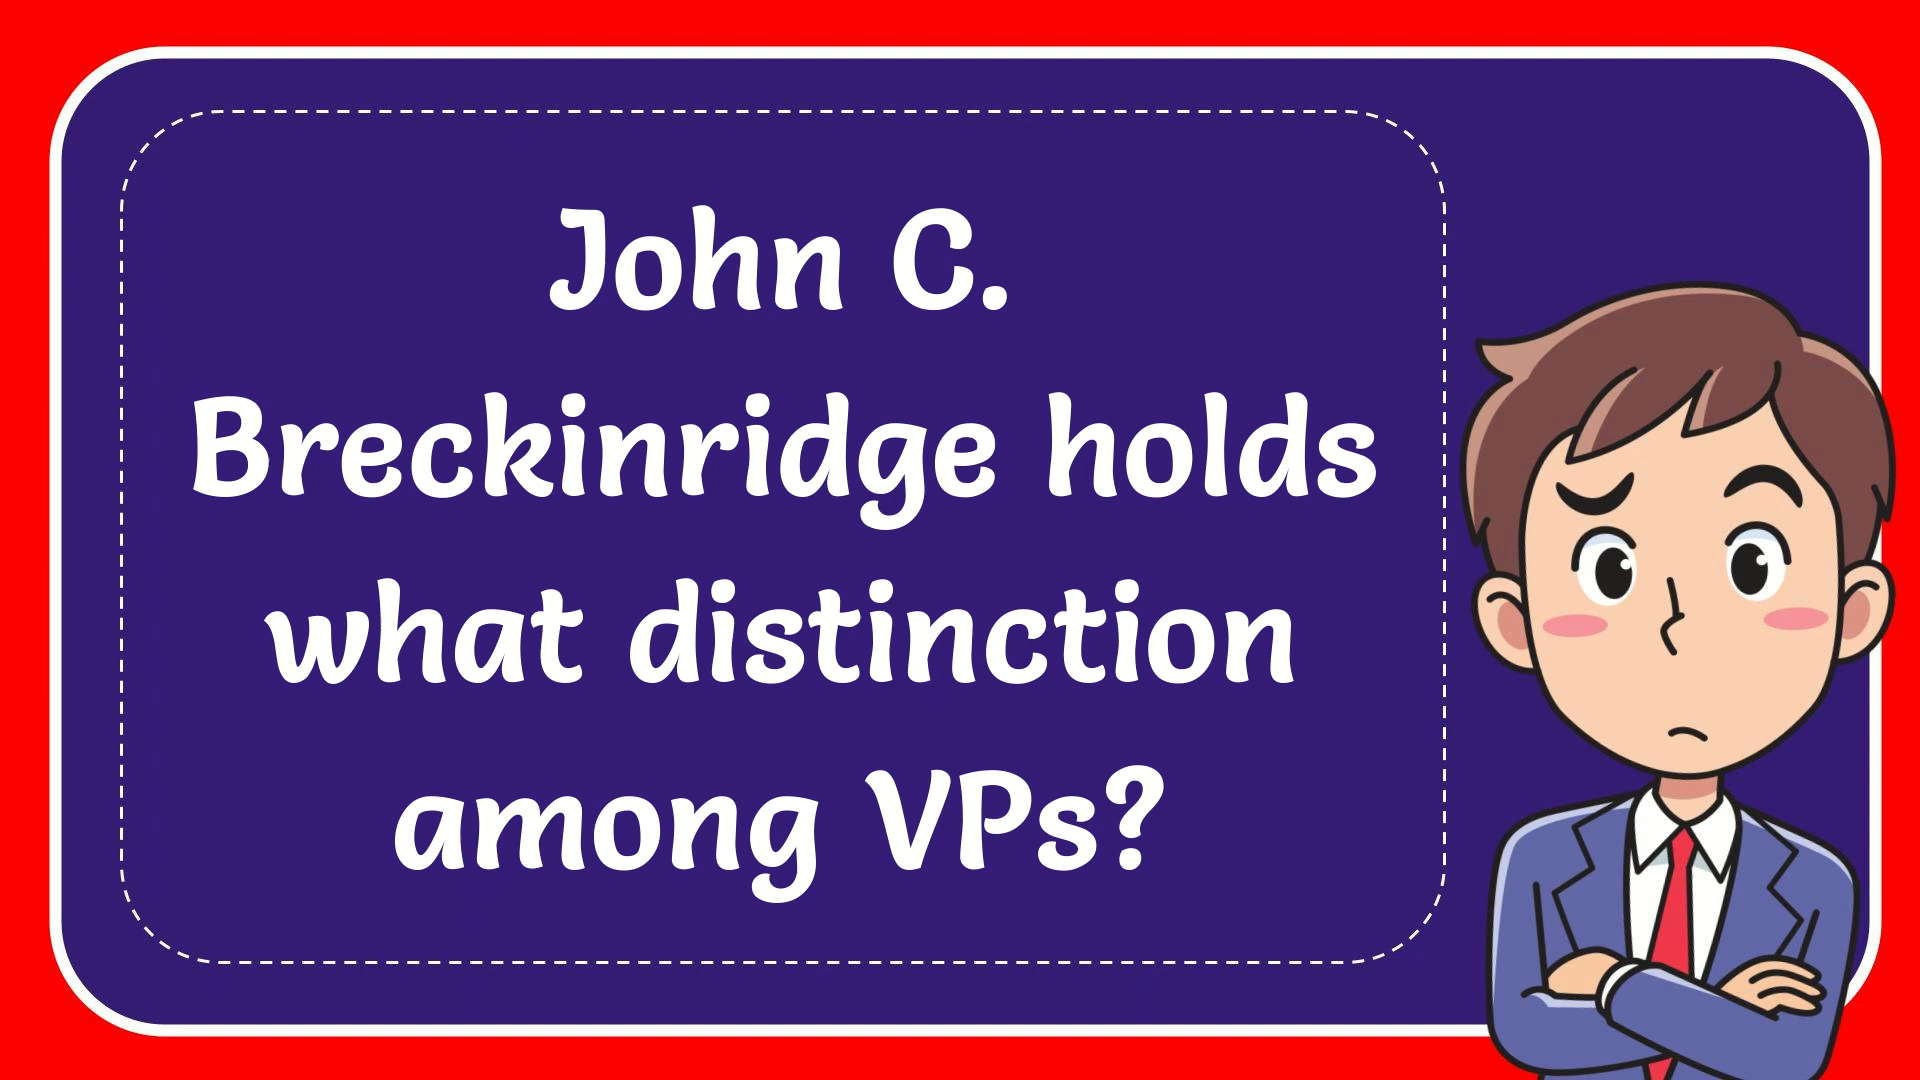 John C.
Breckinridge holds
what distinction
among VPs?